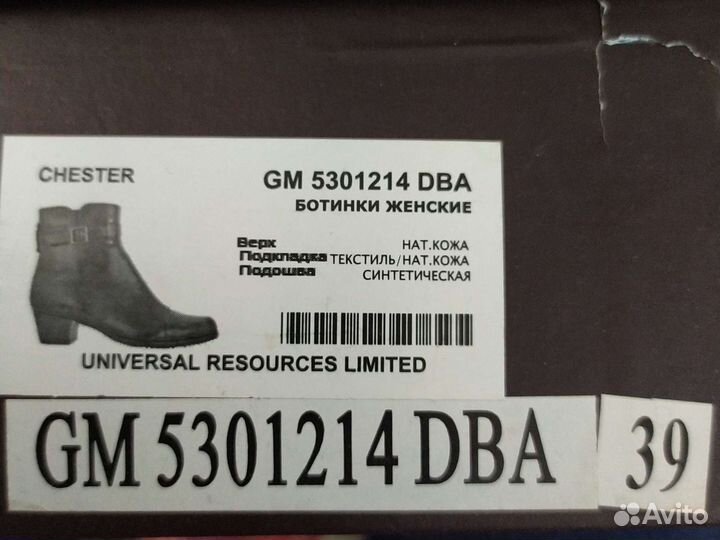 CHESTER
GM 5301214 DBA
БОТИНКИ ЖЕНСКИЕ
Верх НАТ.КОЖА
Подкладка ТЕКСТИЛЬ/НАТ.КОЖА
Подошва СИНТЕТИЧЕСКАЯ
UNIVERSAL RESOURCES LIMITED
GM 5301214 DBA 39
Avito